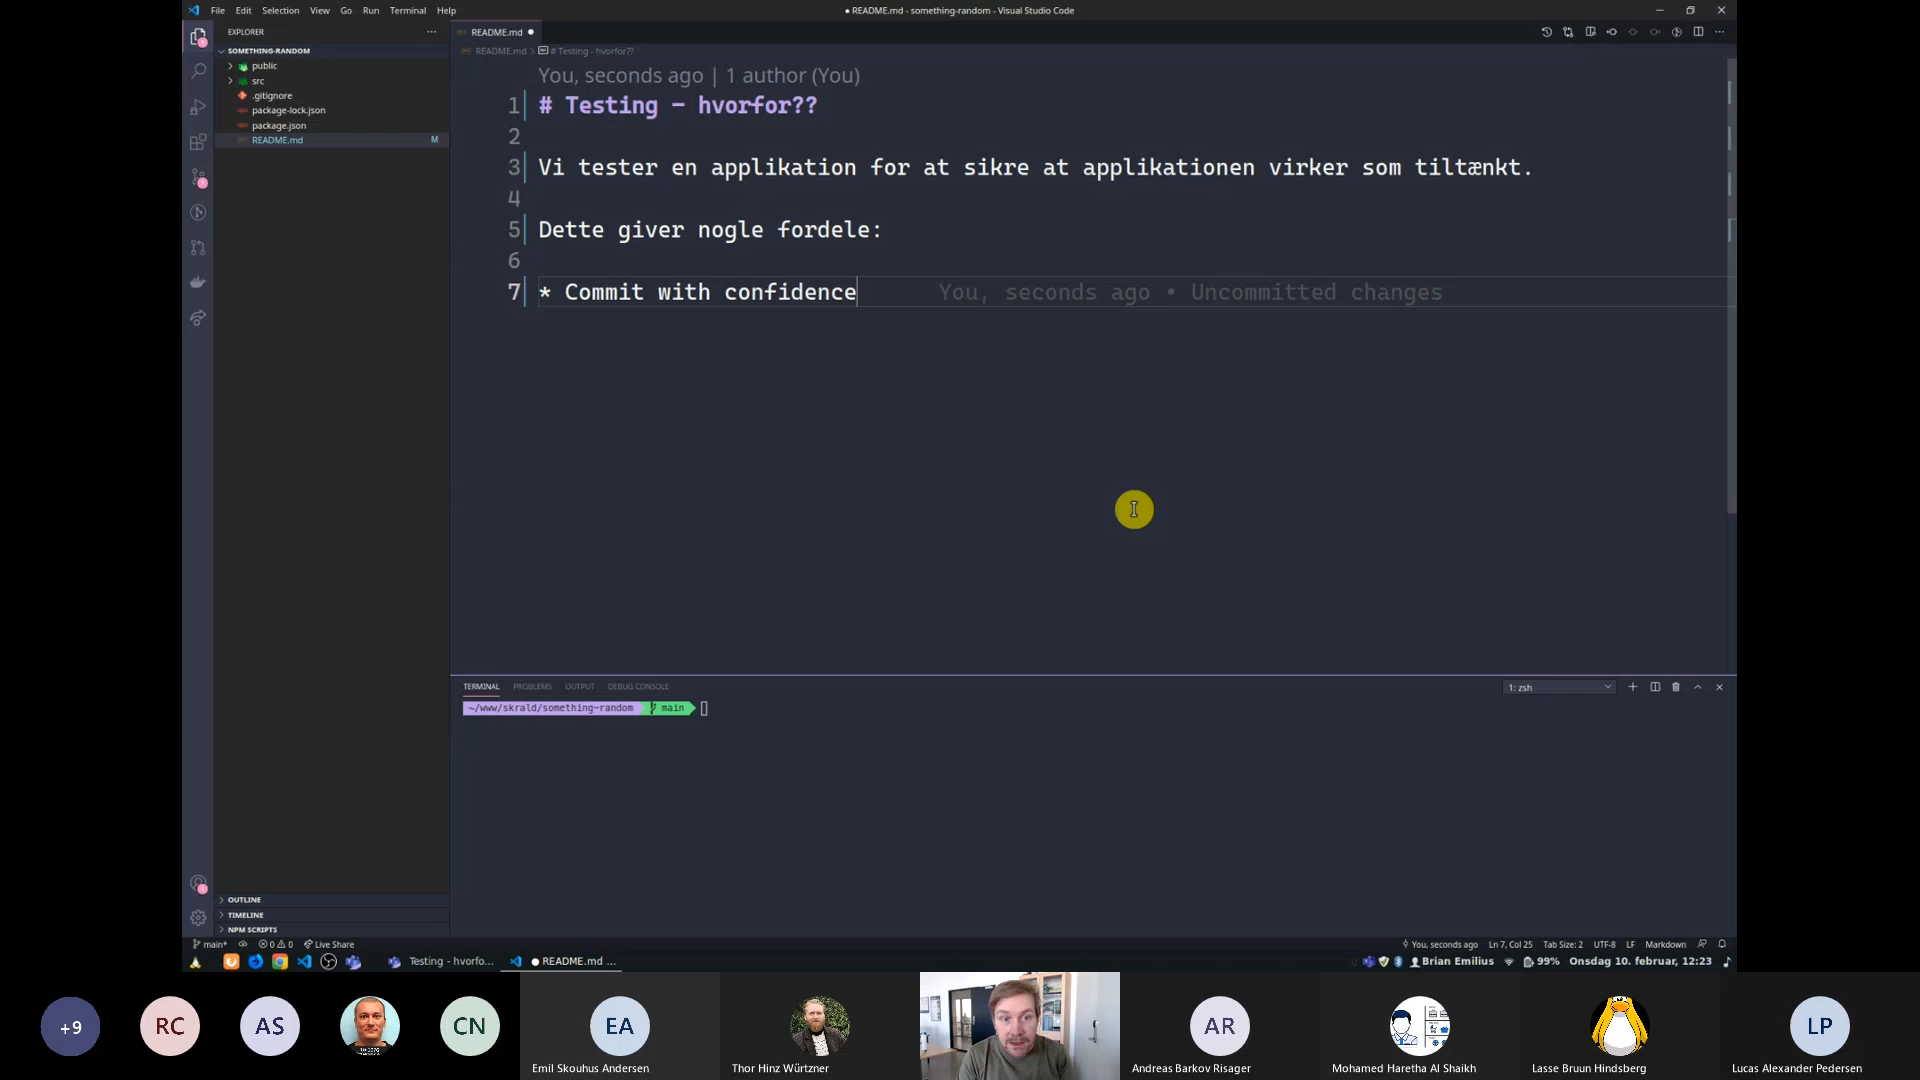 File Edit Selection View Go Run Terminal Help
● README.md - something-random - Visual Studio Code
EXPLORER
SOMETHING-RANDOM
public
src
.gitignore
package-lock.json
package.json
README.md M
README.md
README.md > # Testing - hvorfor??
You, seconds ago | 1 author (You)
1 # Testing - hvorfor??
2
3 Vi tester en applikation for at sikre at applikationen virker som tiltænkt.
4
5 Dette giver nogle fordele:
6
7 * Commit with confidence You, seconds ago • Uncommitted changes
TERMINAL PROBLEMS OUTPUT DEBUG CONSOLE
1: zsh
~/www/skrald/something-random main
OUTLINE
TIMELINE
NPM SCRIPTS
main* 0 0 Live Share
You, seconds ago Ln 7, Col 25 Tab Size: 2 UTF-8 LF Markdown
Testing - hvorfo...
● README.md ...
Brian Emilius 99% Onsdag 10. februar, 12:23
+9
RC
AS
CN
EA
AR
LP
Emil Skouhus Andersen
Thor Hinz Würtzner
Andreas Barkov Risager
Mohamed Haretha Al Shaikh
Lasse Bruun Hindsberg
Lucas Alexander Pedersen